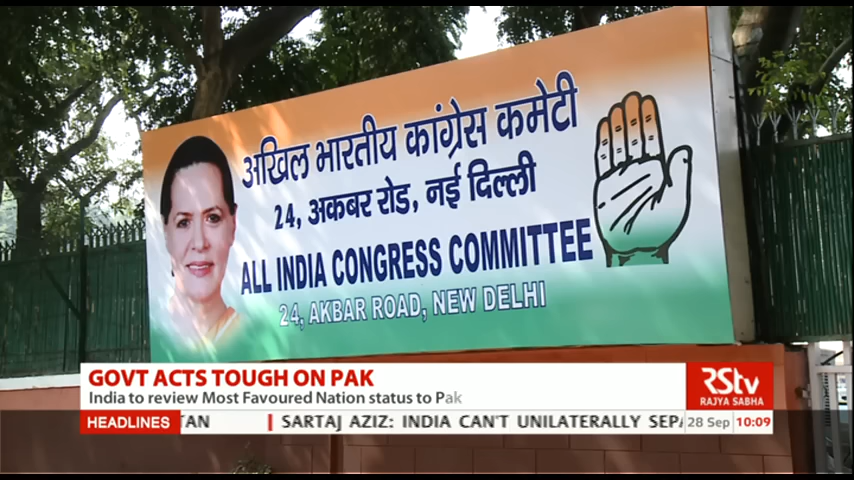 अखिल भारतीय कांग्रेस कमेटी
24, अकबर रोड, नई दिल्ली
ALL INDIA CONGRESS COMMITTEE
24, AKBAR ROAD, NEW DELHI
GOVT ACTS TOUGH ON PAK
India to review Most Favoured Nation status to Pak
RStv
RAJYA SABHA
HEADLINES
TAN | SARTAJ AZIZ: INDIA CAN'T UNILATERALLY SEPA
28 Sep 10:09